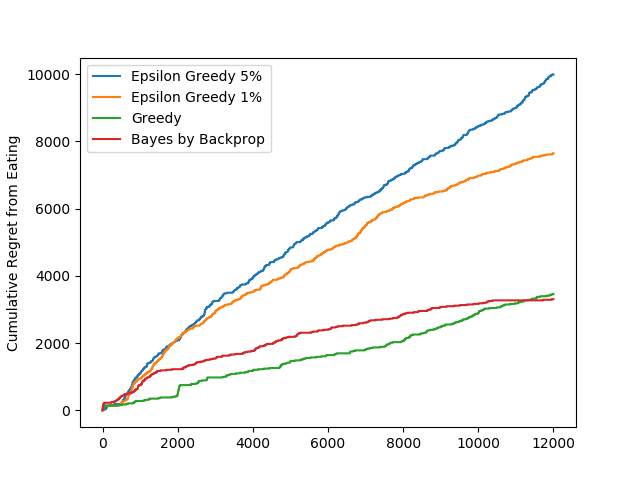 Epsilon Greedy 5%
Epsilon Greedy 1%
Greedy
Bayes by Backprop
Cumulative Regret from Eating
10000
8000
6000
4000
2000
0
0 2000 4000 6000 8000 10000 12000